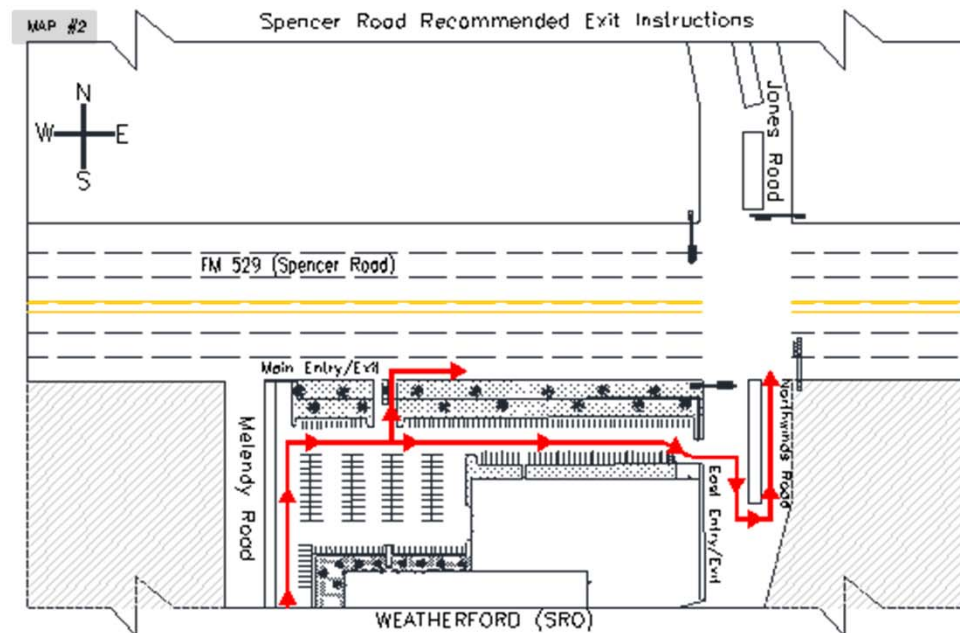 MAP #2
Spencer Road Recommended Exit Instructions
N
W E
S
Jones Road
FM 529 (Spencer Road)
Main Entry/Exit
Melendy Road
Northwinds Road
East Entry/Exit
WEATHERFORD (SRO)